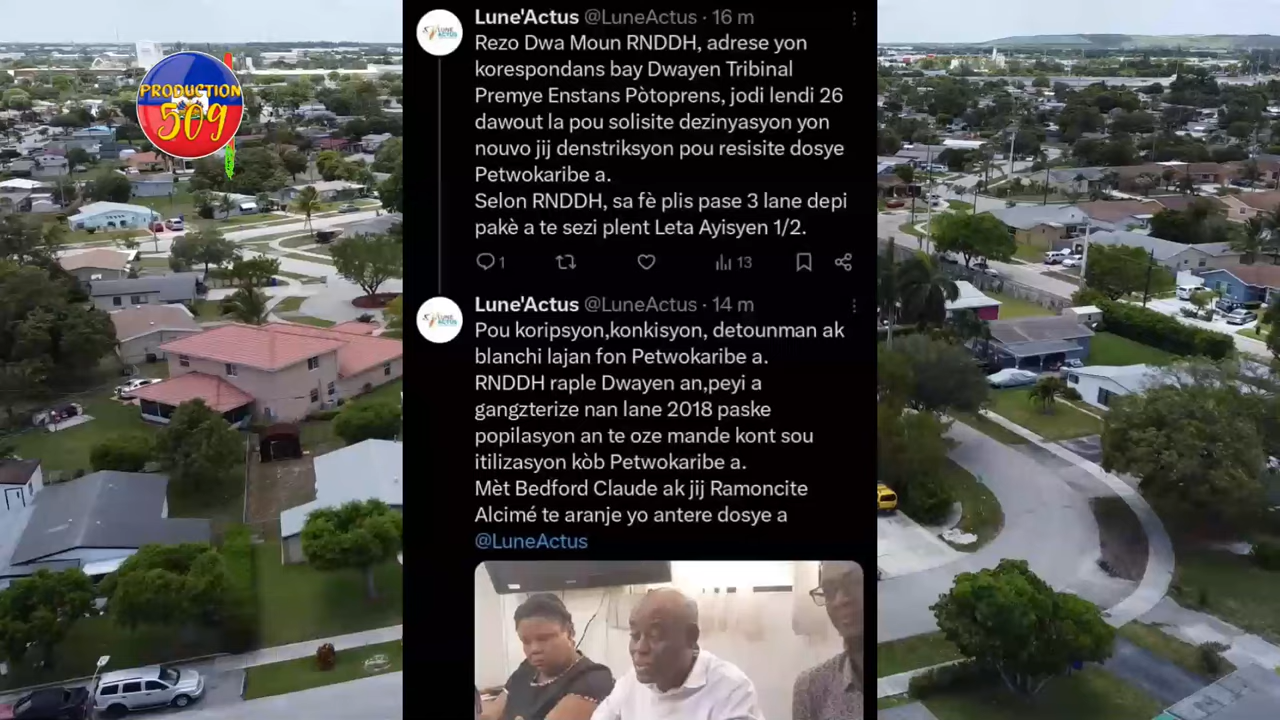 PRODUCTION
509
Lune'Actus @LuneActus · 16 m
Rezo Dwa Moun RNDDH, adrese yon
korespondans bay Dwayen Tribinal
Premye Enstans Pòtoprens, jodi lendi 26
dawout la pou solisite dezinyasyon yon
nouvo jij denstriksyon pou resisite dosye
Petwokaribe a.
Selon RNDDH, sa fè plis pase 3 lane depi
pakè a te sezi plent Leta Ayisyen 1/2.
1 13
Lune'Actus @LuneActus · 14 m
Pou koripsyon,konkisyon, detounman ak
blanchi lajan fon Petwokaribe a.
RNDDH raple Dwayen an,peyi a
gangzterize nan lane 2018 paske
popilasyon an te oze mande kont sou
itilizasyon kòb Petwokaribe a.
Mèt Bedford Claude ak jij Ramoncite
Alcimé te aranje yo antere dosye a
@LuneActus